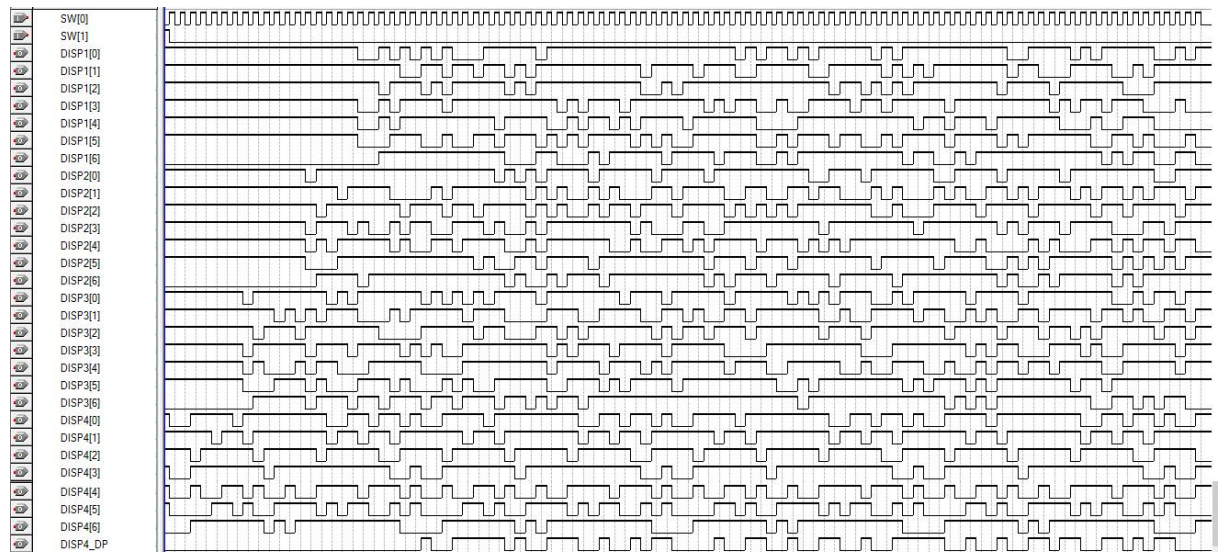 SW[0]
SW[1]
DISP1[0]
DISP1[1]
DISP1[2]
DISP1[3]
DISP1[4]
DISP1[5]
DISP1[6]
DISP2[0]
DISP2[1]
DISP2[2]
DISP2[3]
DISP2[4]
DISP2[5]
DISP2[6]
DISP3[0]
DISP3[1]
DISP3[2]
DISP3[3]
DISP3[4]
DISP3[5]
DISP3[6]
DISP4[0]
DISP4[1]
DISP4[2]
DISP4[3]
DISP4[4]
DISP4[5]
DISP4[6]
DISP4_DP